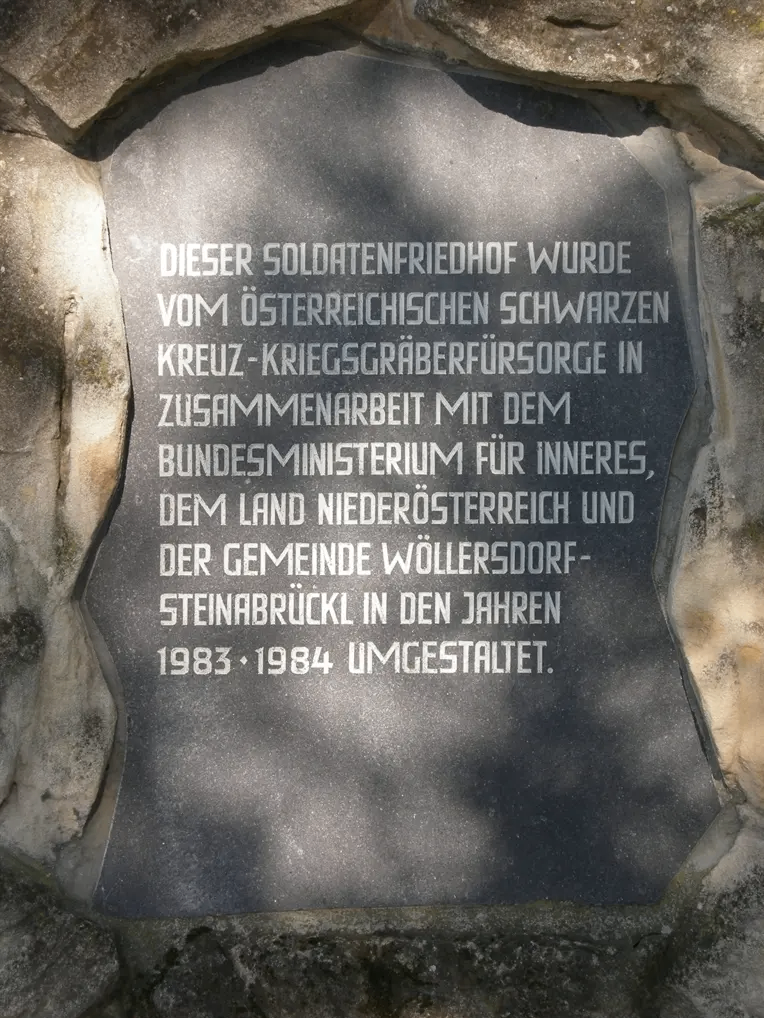 DIESER SOLDATENFRIEDHOF WURDE
VOM ÖSTERREICHISCHEN SCHWARZEN
KREUZ-KRIEGSGRÄBERFÜRSORGE IN
ZUSAMMENARBEIT MIT DEM
BUNDESMINISTERIUM FÜR INNERES,
DEM LAND NIEDERÖSTERREICH UND
DER GEMEINDE WÖLLERSDORF-
STEINABRÜCKL IN DEN JAHREN
1983·1984 UMGESTALTET.